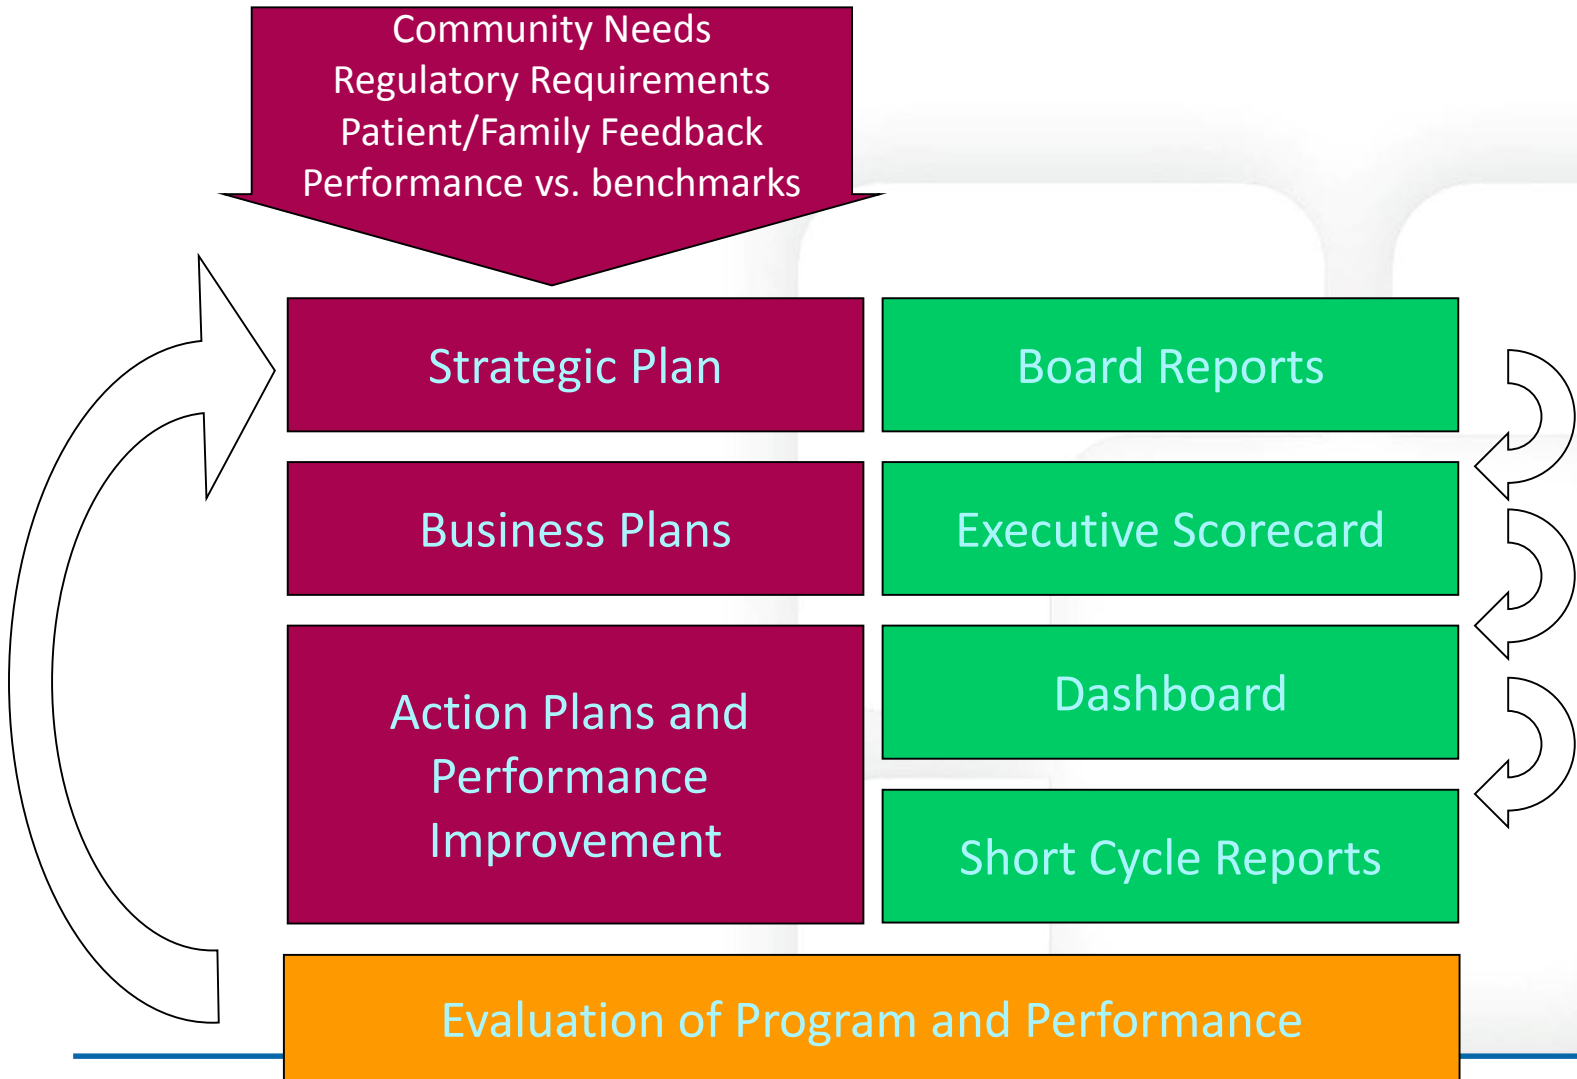 Community Needs
Regulatory Requirements
Patient/Family Feedback
Performance vs. benchmarks
Strategic Plan
Board Reports
Business Plans
Executive Scorecard
Action Plans and
Performance
Improvement
Dashboard
Short Cycle Reports
Evaluation of Program and Performance